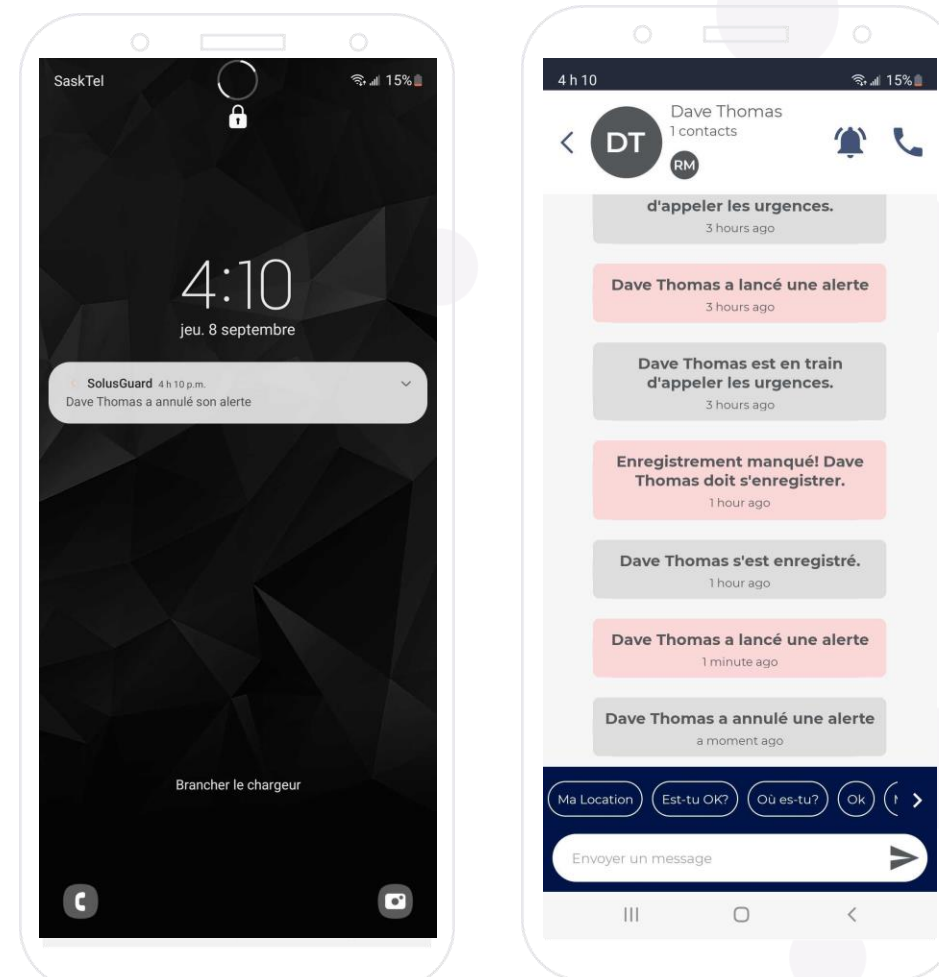 SaskTel
15%
4:10
jeu. 8 septembre
SolusGuard 4 h 10 p.m.
Dave Thomas a annulé son alerte
Brancher le chargeur
4 h 10
15%
DT
Dave Thomas
1 contacts
RM
d'appeler les urgences.
3 hours ago
Dave Thomas a lancé une alerte
3 hours ago
Dave Thomas est en train
d'appeler les urgences.
3 hours ago
Enregistrement manqué! Dave
Thomas doit s'enregistrer.
1 hour ago
Dave Thomas s'est enregistré.
1 hour ago
Dave Thomas a lancé une alerte
1 minute ago
Dave Thomas a annulé une alerte
a moment ago
Ma Location Est-tu OK? Où es-tu? Ok
Envoyer un message